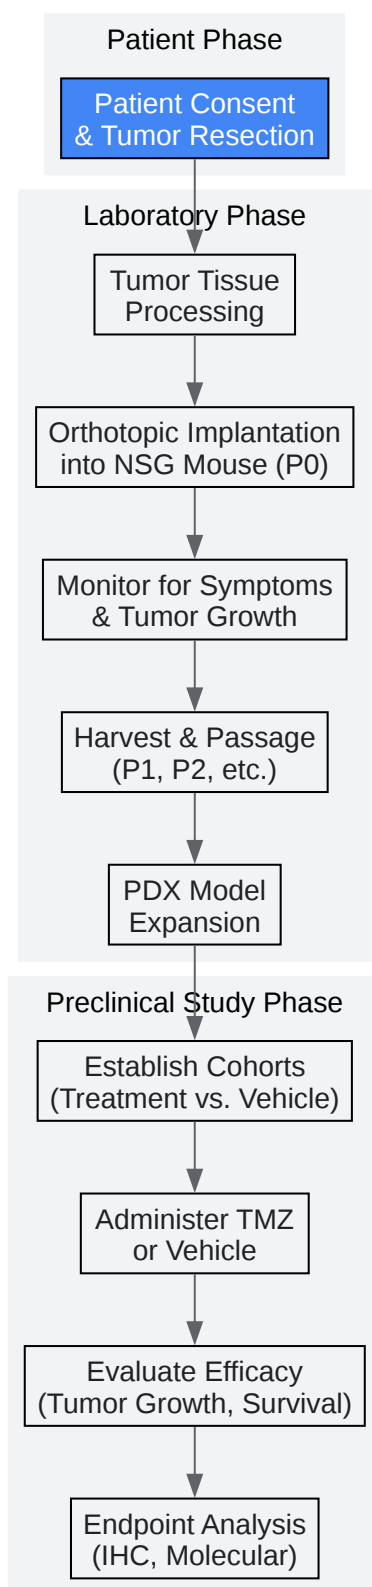 Patient Phase
Patient Consent
& Tumor Resection
Laboratory Phase
Tumor Tissue
Processing
Orthotopic Implantation
into NSG Mouse (P0)
Monitor for Symptoms
& Tumor Growth
Harvest & Passage
(P1, P2, etc.)
PDX Model
Expansion
Preclinical Study Phase
Establish Cohorts
(Treatment vs. Vehicle)
Administer TMZ
or Vehicle
Evaluate Efficacy
(Tumor Growth, Survival)
Endpoint Analysis
(IHC, Molecular)